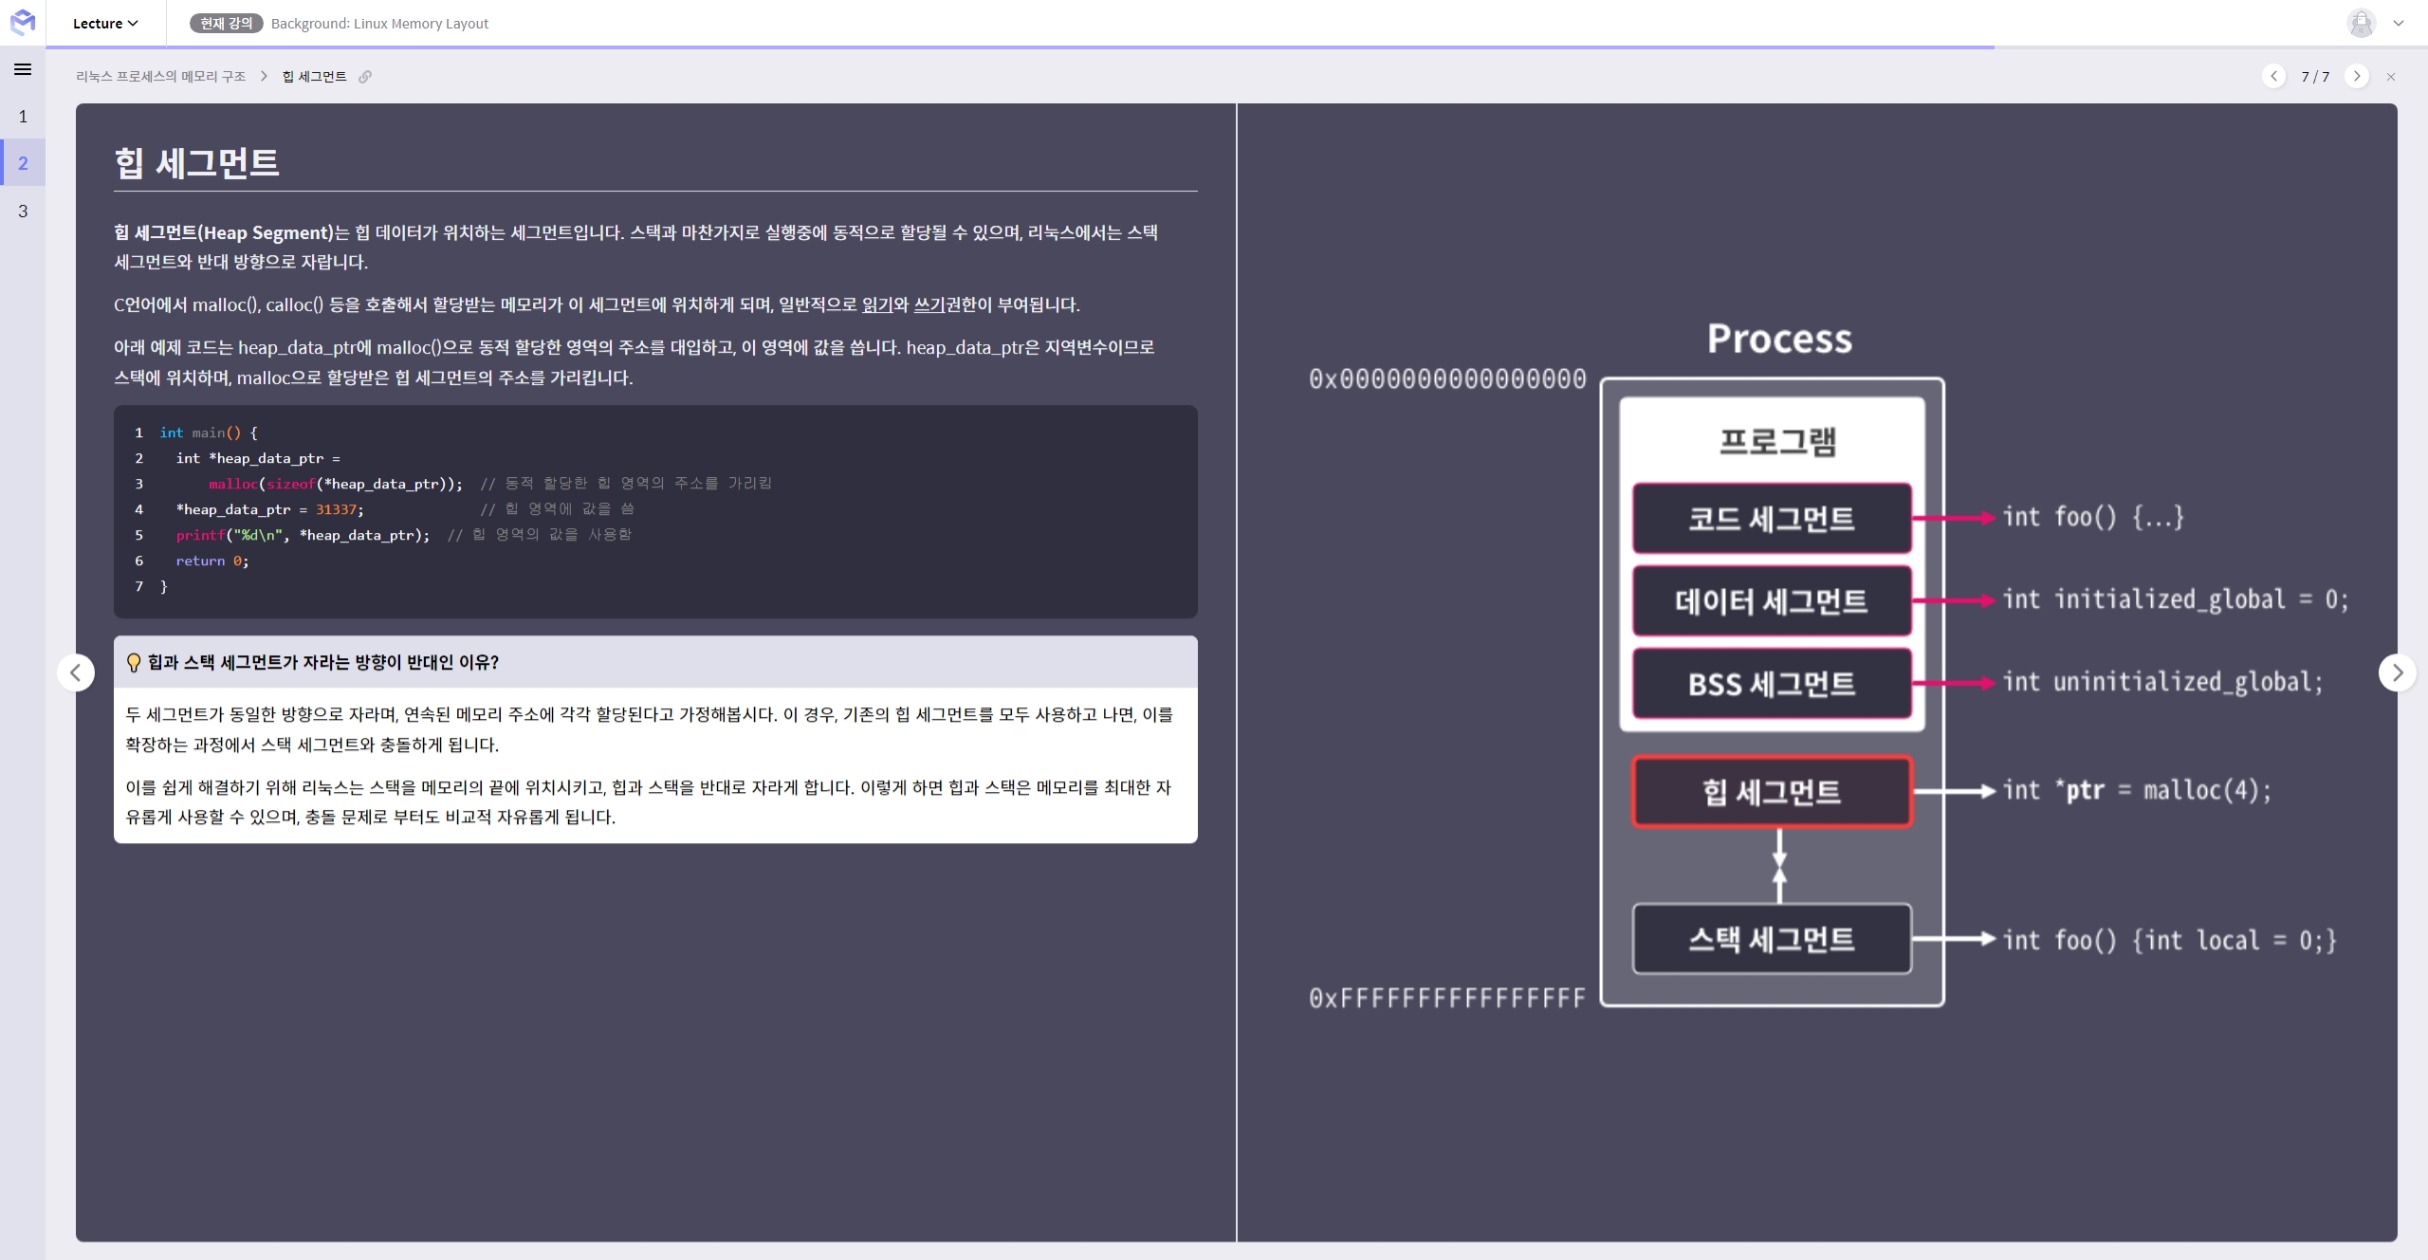 Lecture
현재 강의 Background: Linux Memory Layout
리눅스 프로세스의 메모리 구조 > 힙 세그먼트
7 / 7
1
2
3
힙 세그먼트
힙 세그먼트(Heap Segment)는 힙 데이터가 위치하는 세그먼트입니다. 스택과 마찬가지로 실행중에 동적으로 할당될 수 있으며, 리눅스에서는 스택
세그먼트와 반대 방향으로 자랍니다.
C언어에서 malloc(), calloc() 등을 호출해서 할당받는 메모리가 이 세그먼트에 위치하게 되며, 일반적으로 읽기와 쓰기권한이 부여됩니다.
아래 예제 코드는 heap_data_ptr에 malloc()으로 동적 할당한 영역의 주소를 대입하고, 이 영역에 값을 씁니다. heap_data_ptr은 지역변수이므로
스택에 위치하며, malloc으로 할당받은 힙 세그먼트의 주소를 가리킵니다.
1 int main() {
2   int *heap_data_ptr =
3       malloc(sizeof(*heap_data_ptr));  // 동적 할당한 힙 영역의 주소를 가리킴
4   *heap_data_ptr = 31337;              // 힙 영역에 값을 씀
5   printf("%d\n", *heap_data_ptr);  // 힙 영역의 값을 사용함
6   return 0;
7 }
힙과 스택 세그먼트가 자라는 방향이 반대인 이유?
두 세그먼트가 동일한 방향으로 자라며, 연속된 메모리 주소에 각각 할당된다고 가정해봅시다. 이 경우, 기존의 힙 세그먼트를 모두 사용하고 나면, 이를
확장하는 과정에서 스택 세그먼트와 충돌하게 됩니다.
이를 쉽게 해결하기 위해 리눅스는 스택을 메모리의 끝에 위치시키고, 힙과 스택을 반대로 자라게 합니다. 이렇게 하면 힙과 스택은 메모리를 최대한 자
유롭게 사용할 수 있으며, 충돌 문제로 부터도 비교적 자유롭게 됩니다.
Process
0x0000000000000000
프로그램
코드 세그먼트 int foo() {...}
데이터 세그먼트 int initialized_global = 0;
BSS 세그먼트 int uninitialized_global;
힙 세그먼트 int *ptr = malloc(4);
스택 세그먼트 int foo() {int local = 0;}
0xFFFFFFFFFFFFFFFF